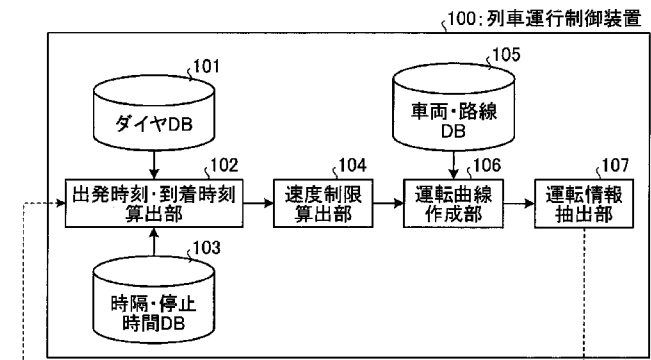 100:列車運行制御装置
101
ダイヤDB
105
車両・路線
DB
102
出発時刻・到着時刻
算出部
104
速度制限
算出部
106
運転曲線
作成部
107
運転情報
抽出部
103
時隔・停止
時間DB